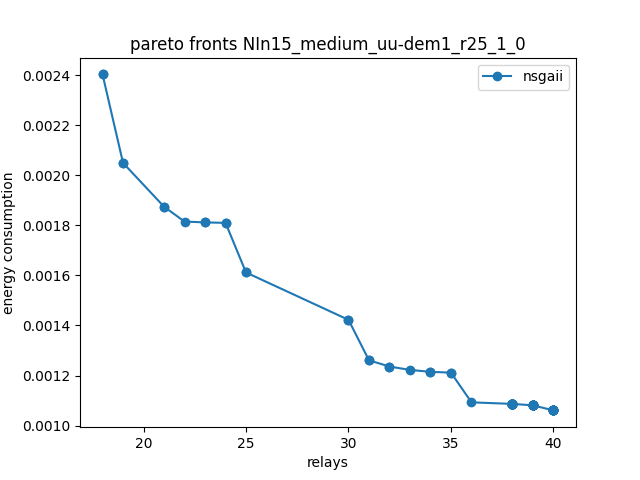 pareto fronts NIn15_medium_uu-dem1_r25_1_0
nsgaii
energy consumption
0.0024
0.0022
0.0020
0.0018
0.0016
0.0014
0.0012
0.0010
20 25 30 35 40
relays